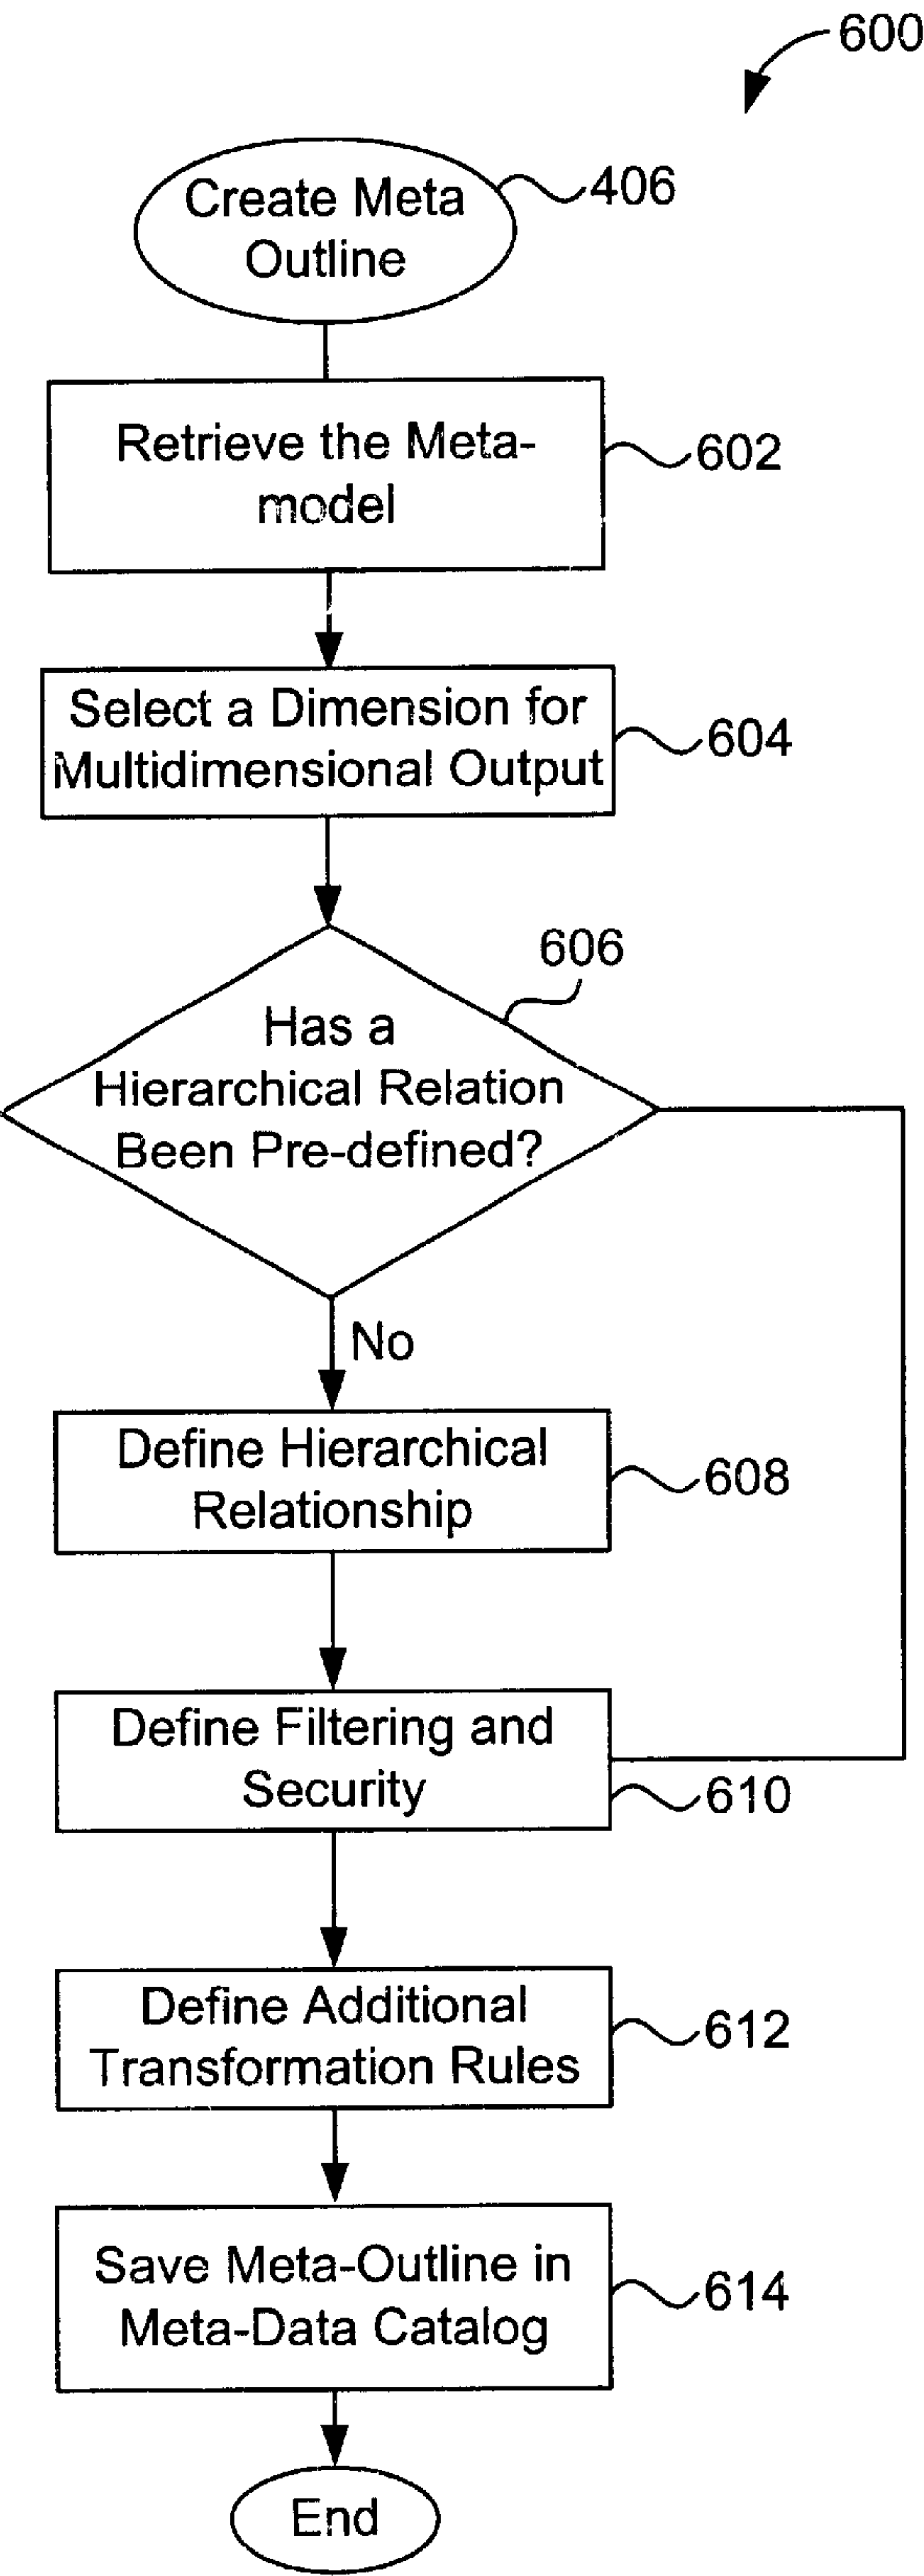 600
Create Meta
Outline
406
Retrieve the Meta-
model
602
Select a Dimension for
Multidimensional Output
604
606
Has a
Hierarchical Relation
Been Pre-defined?
No
Define Hierarchical
Relationship
608
Define Filtering and
Security
610
Define Additional
Transformation Rules
612
Save Meta-Outline in
Meta-Data Catalog
614
End